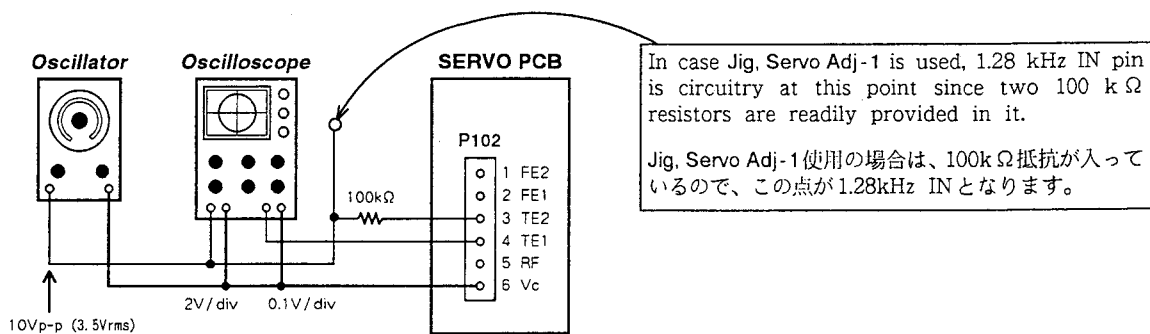 Oscillator
Oscilloscope
SERVO PCB
P102
1 FE2
2 FE1
3 TE2
4 TE1
5 RF
6 Vc
100kΩ
2V/div
0.1V/div
10Vp-p (3.5Vrms)
In case Jig, Servo Adj-1 is used, 1.28 kHz IN pin
is circuitry at this point since two 100 kΩ
resistors are readily provided in it.
Jig, Servo Adj-1使用の場合は、100kΩ抵抗が入って
いるので、この点が1.28kHz INとなります。